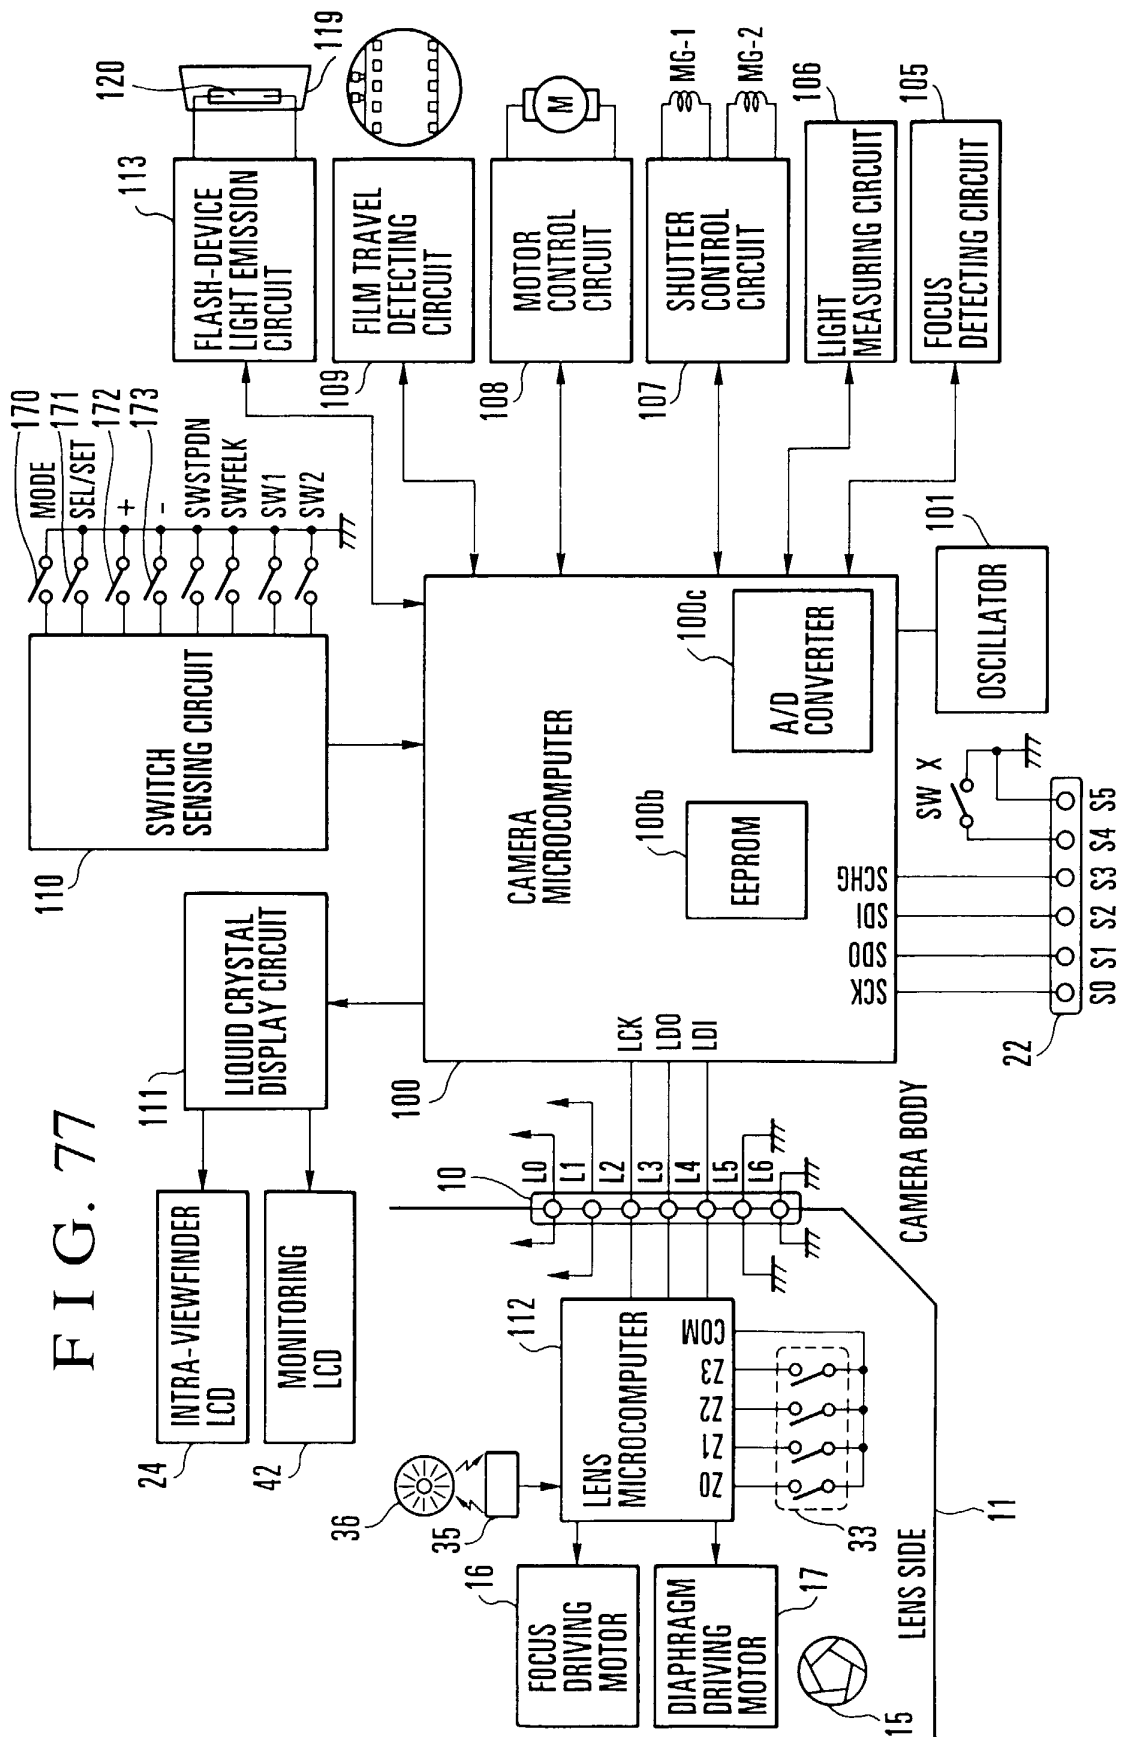 FIG. 77
24
INTRA-VIEWFINDER
LCD
42
MONITORING
LCD
111
LIQUID CRYSTAL
DISPLAY CIRCUIT
110
SWITCH
SENSING CIRCUIT
170
171
172
173
MODE
SEL/SET
+
-
SWSTPDN
SWFELK
SW1
SW2
113
FLASH-DEVICE
LIGHT EMISSION
CIRCUIT
120
119
109
FILM TRAVEL
DETECTING
CIRCUIT
108
MOTOR
CONTROL
CIRCUIT
M
107
SHUTTER
CONTROL
CIRCUIT
MG-1
MG-2
106
LIGHT
MEASURING CIRCUIT
105
FOCUS
DETECTING CIRCUIT
100
CAMERA
MICROCOMPUTER
100b
EEPROM
100c
A/D
CONVERTER
101
OSCILLATOR
LCK
LDO
LDI
SCK
SDO
SDI
SCHG
SW X
22
S0
S1
S2
S3
S4
S5
10
L0
L1
L2
L3
L4
L5
L6
CAMERA BODY
112
LENS
MICROCOMPUTER
Z0
Z1
Z2
Z3
COM
33
36
35
16
FOCUS
DRIVING
MOTOR
17
DIAPHRAGM
DRIVING
MOTOR
15
LENS SIDE
11